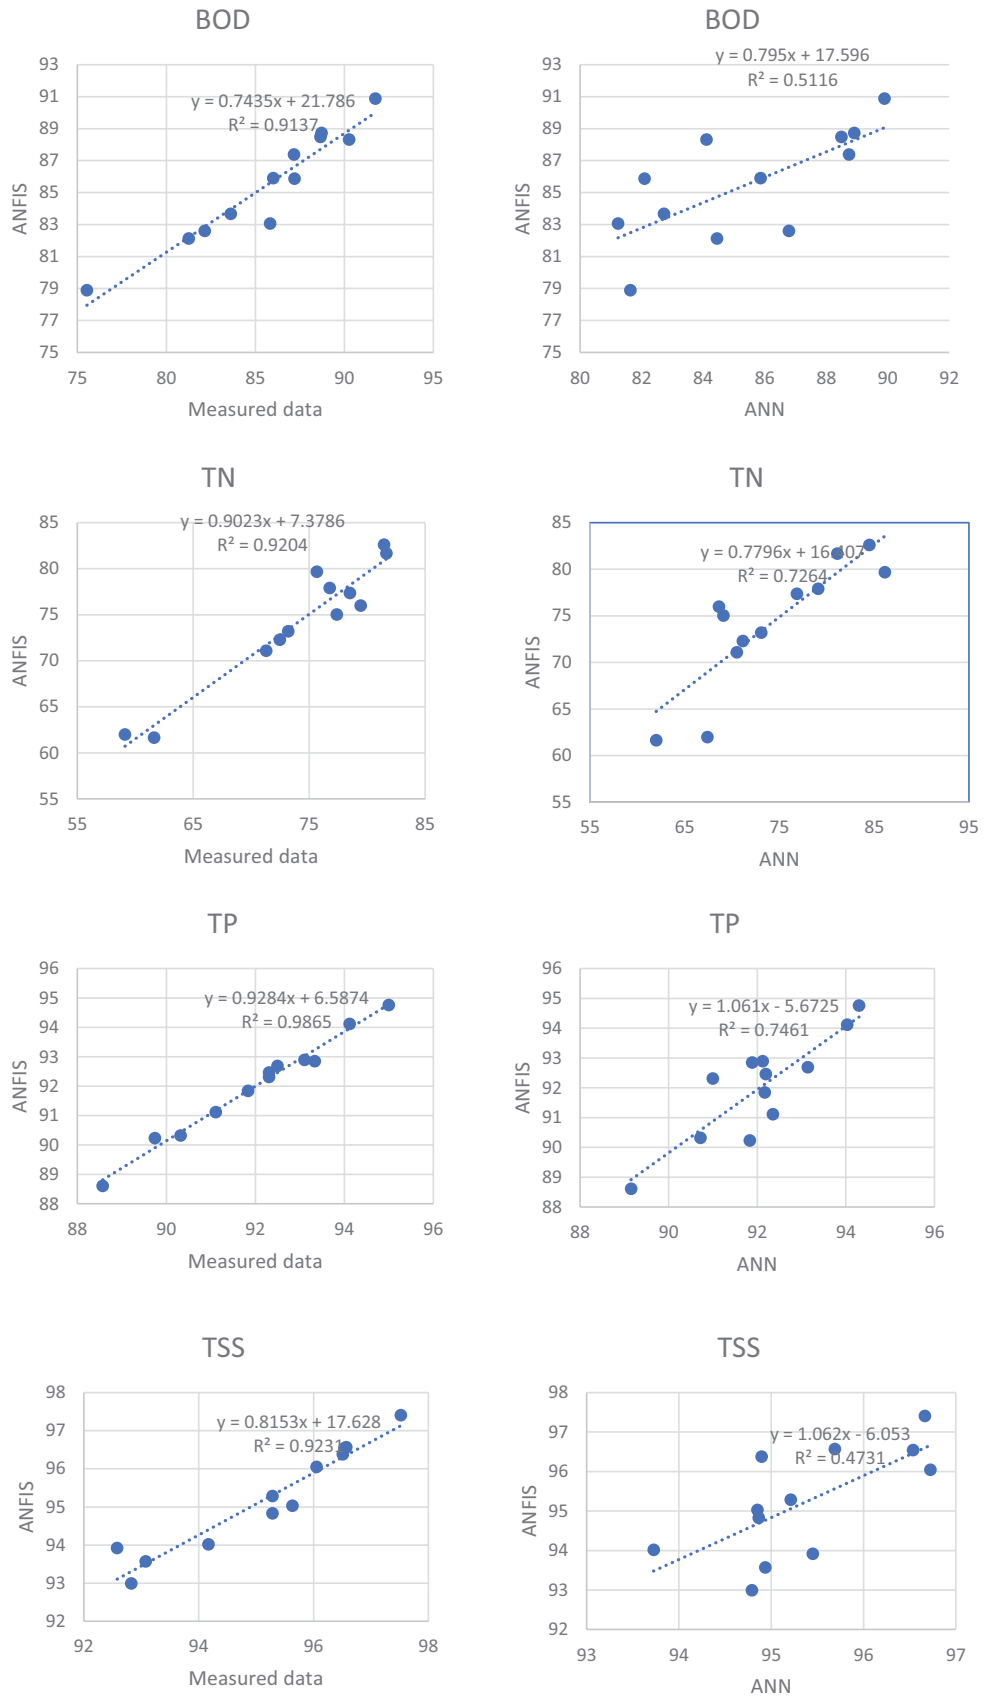 BOD
y = 0.7435x + 21.786
R² = 0.9137
93
91
89
87
85
83
81
79
77
75
ANFIS
75 80 85 90 95
Measured data
BOD
y = 0.795x + 17.596
R² = 0.5116
93
91
89
87
85
83
81
79
77
75
ANFIS
80 82 84 86 88 90 92
ANN
TN
y = 0.9023x + 7.3786
R² = 0.9204
85
80
75
70
65
60
55
ANFIS
55 65 75 85
Measured data
TN
y = 0.7796x + 16.407
R² = 0.7264
85
80
75
70
65
60
55
ANFIS
55 65 75 85 95
ANN
TP
y = 0.9284x + 6.5874
R² = 0.9865
96
95
94
93
92
91
90
89
88
ANFIS
88 90 92 94 96
Measured data
TP
y = 1.061x - 5.6725
R² = 0.7461
96
95
94
93
92
91
90
89
88
ANFIS
88 90 92 94 96
ANN
TSS
y = 0.8153x + 17.628
R² = 0.9231
98
97
96
95
94
93
92
ANFIS
92 94 96 98
Measured data
TSS
y = 1.062x - 6.053
R² = 0.4731
98
97
96
95
94
93
92
ANFIS
93 94 95 96 97
ANN